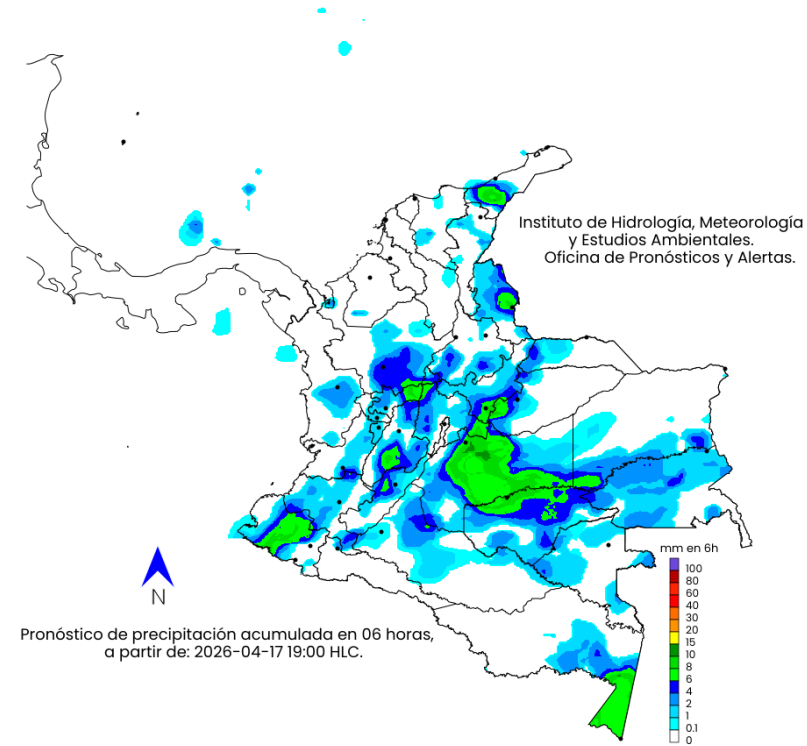 Instituto de Hidrología, Meteorología
y Estudios Ambientales.
Oficina de Pronósticos y Alertas.
mm en 6h
100
80
60
40
30
20
15
10
8
6
4
2
1
0.1
0
N
Pronóstico de precipitación acumulada en 06 horas,
a partir de: 2026-04-17 19:00 HLC.